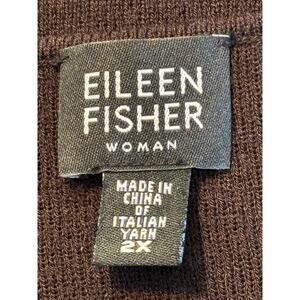 EILEEN
FISHER
WOMAN
MADE IN
CHINA
OF
ITALIAN
YARN
2X